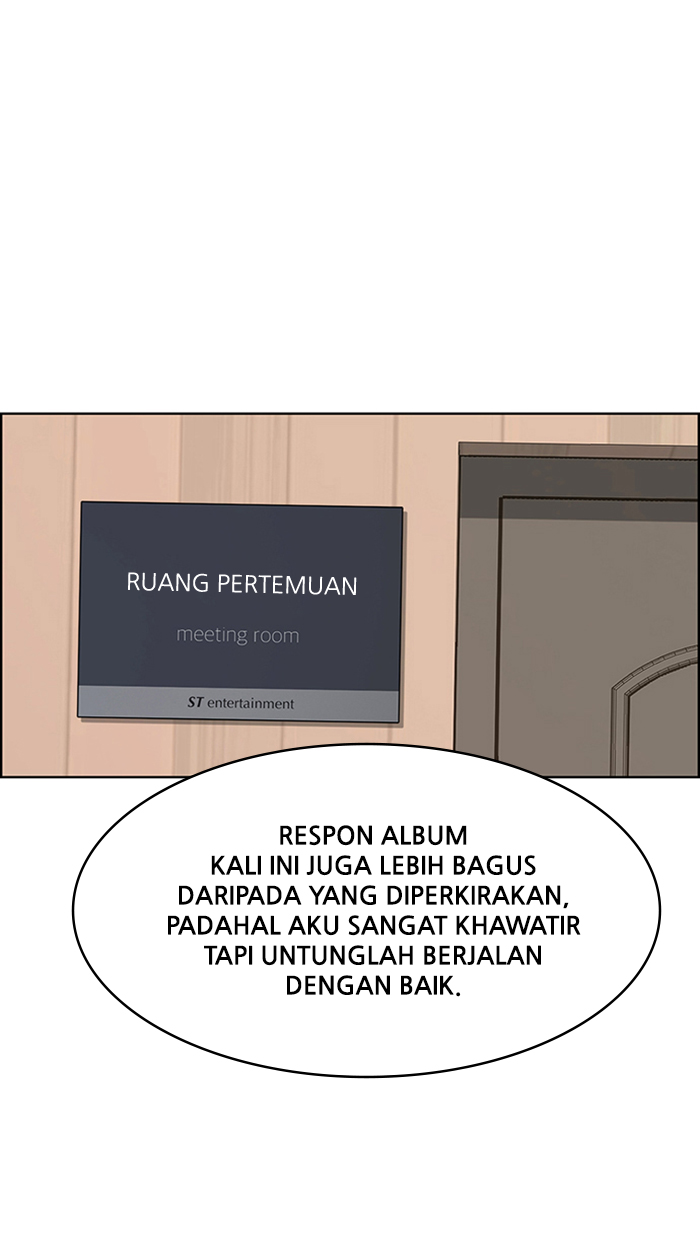 RUANG PERTEMUAN
meeting room
ST entertainment
RESPON ALBUM
KALI INI JUGA LEBIH BAGUS
DARIPADA YANG DIPERKIRAKAN,
PADAHAL AKU SANGAT KHAWATIR
TAPI UNTUNGLAH BERJALAN
DENGAN BAIK.